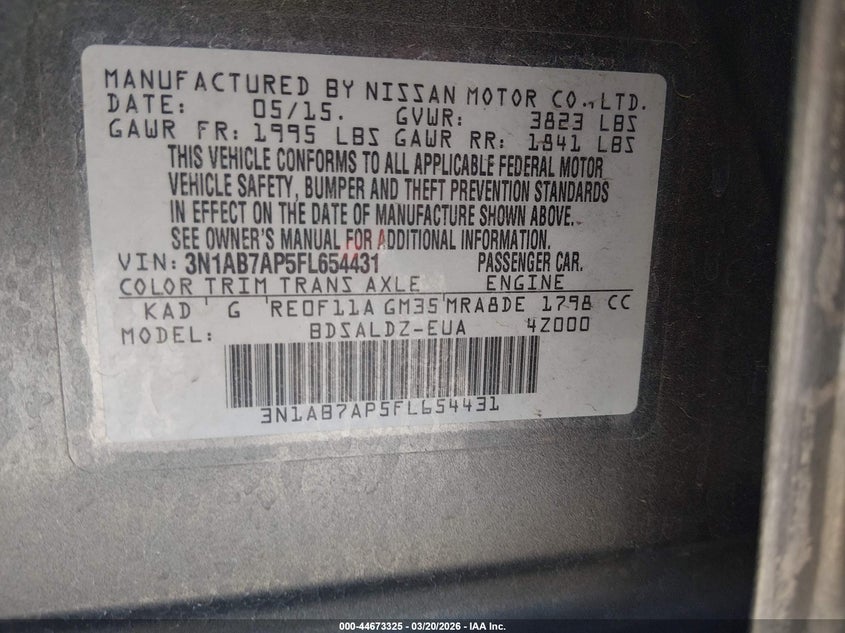 MANUFACTURED BY NISSAN MOTOR CO., LTD.
DATE: 05/15. GVWR: 3823 LBS
GAWR FR: 1995 LBS GAWR RR: 1841 LBS
THIS VEHICLE CONFORMS TO ALL APPLICABLE FEDERAL MOTOR
VEHICLE SAFETY, BUMPER AND THEFT PREVENTION STANDARDS
IN EFFECT ON THE DATE OF MANUFACTURE SHOWN ABOVE.
SEE OWNER'S MANUAL FOR ADDITIONAL INFORMATION.
VIN: 3N1AB7AP5FL654431 PASSENGER CAR.
COLOR TRIM TRANS AXLE ENGINE
KAD G RE0F11A GM35 MRA8DE 1798 CC
MODEL: BDSALDZ-EUA 4Z000
3N1AB7AP5FL654431
000-44673325 | 03/20/2026 - IAA Inc.